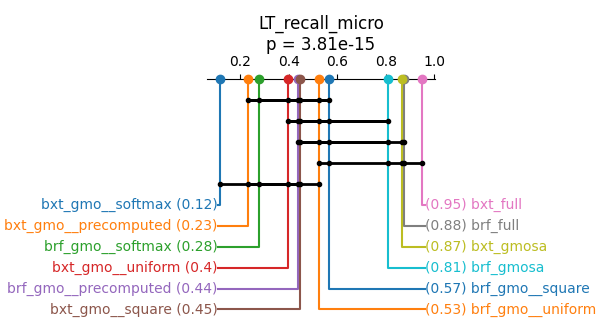 LT_recall_micro
p = 3.81e-15
0.2 0.4 0.6 0.8 1.0
bxt_gmo__softmax (0.12) (0.95) bxt_full
bxt_gmo__precomputed (0.23) (0.88) brf_full
brf_gmo__softmax (0.28) (0.87) bxt_gmosa
bxt_gmo__uniform (0.4) (0.81) brf_gmosa
brf_gmo__precomputed (0.44) (0.57) brf_gmo__square
bxt_gmo__square (0.45) (0.53) brf_gmo__uniform